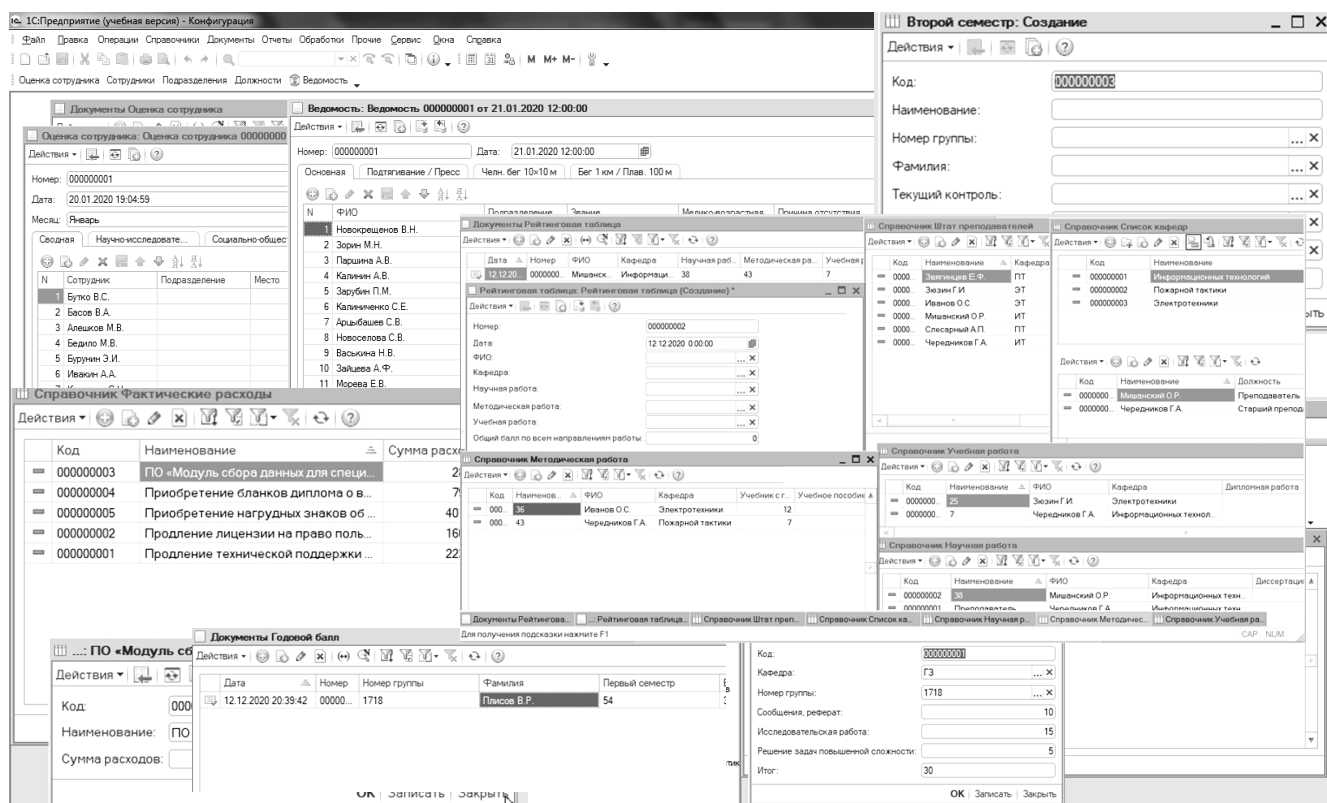 1С:Предприятие (учебная версия) - Конфигурация
Файл Правка Операции Справочники Документы Отчеты Обработки Прочие Сервис Окна Справка
M M+ M-
Оценка сотрудника Сотрудники Подразделения Должности Ведомость
Документы Оценка сотрудника
Оценка сотрудника: Оценка сотрудника 00000000
Действия
Номер: 000000001
Дата: 20.01.2020 19:04:59
Месяц: Январь
Сводная Научно-исследовате... Социально-общес
N Сотрудник Подразделение Место
1 Бутко В.С.
2 Басов В.А.
3 Алешков М.В.
4 Бедило М.В.
5 Бурунин Э.И.
6 Ивакин А.А.
Ведомость: Ведомость 000000001 от 21.01.2020 12:00:00
Действия
Номер: 000000001 Дата: 21.01.2020 12:00:00
Основная Подтягивание / Пресс Челн. бег 10×10 м Бег 1 км / Плав. 100 м
N ФИО Подразделение Звание Медико-возрастная Причина отсутствия
1 Новокрещенов В.Н.
2 Зорин М.Н.
3 Паршина А.В.
4 Калинин А.В.
5 Зарубин П.М.
6 Калиниченко С.Е.
7 Арцыбашев С.В.
8 Новоселова С.В.
9 Васькина Н.В.
10 Зайцева А.Ф.
11 Морева Е.В.
Второй семестр: Создание
Действия
Код: 000000003
Наименование:
Номер группы:
Фамилия:
Текущий контроль:
Документы Рейтинговая таблица
Действия
Дата Номер ФИО Кафедра Научная раб.. Методическая ра.. Учебная р
12.12.20.. 0000000.. Мишанск.. Информаци.. 38 43 7
Рейтинговая таблица: Рейтинговая таблица (Создание) *
Действия
Номер: 000000002
Дата: 12.12.2020 0:00:00
ФИО:
Кафедра:
Научная работа:
Методическая работа:
Учебная работа:
Общий балл по всем направлениям работы: 0
Справочник Штат преподавателей
Действия
Код Наименование Кафедра
0000.. Звягинцев Е.Ф. ПТ
0000.. Зюзин Г.И. ЭТ
0000.. Иванов О.С. ЭТ
0000.. Мишанский О.Р. ИТ
0000.. Слесарный А.П. ПТ
0000.. Чередников Г.А. ИТ
Справочник Список кафедр
Действия
Код Наименование
000000001 Информационных технологий
000000002 Пожарной тактики
000000003 Электротехники
Действия
Код Наименование Должность
0000000.. Мишанский О.Р. Преподаватель
0000000.. Чередников Г.А. Старший препода
Справочник Фактические расходы
Действия
Код Наименование Сумма расхо
000000003 ПО «Модуль сбора данных для специ...
000000004 Приобретение бланков диплома о в...
000000005 Приобретение нагрудных знаков об ...
000000002 Продление лицензии на право поль...
000000001 Продление технической поддержки ...
Справочник Методическая работа
Действия
Код Наименов... ФИО Кафедра Учебник с г... Учебное пособие
000.. 36 Иванов О.С. Электротехники 12
000.. 43 Чередников Г.А. Пожарной тактики 7
Справочник Учебная работа
Действия
Код Наименование ФИО Кафедра Дипломная работа
0000000.. 25 Зюзин Г.И. Электротехники
0000000.. 7 Чередников Г.А. Информационных технол..
Справочник Научная работа
Действия
Код Наименование ФИО Кафедра Диссертаци
000000002 38 Мишанский О.Р. Информационных техн..
000000001 Преподаватель Чередников Г.А. Информационных техн
Документы Рейтингова... ...: Рейтинговая таблица... Справочник Штат преп... Справочник Список ка... Справочник Научная р... Справочник Методичес... Справочник Учебная ра...
Для получения подсказки нажмите F1 CAP NUM
...: ПО «Модуль сб
Действия
Код: 000
Наименование: ПО
Сумма расходов:
OK Записать Закрыть
Документы Годовой балл
Действия
Дата Номер Номер группы Фамилия Первый семестр
12.12.2020 20:39:42 00000... 1718 Плисов В.Р. 54
Код: 000000001
Кафедра: ГЗ
Номер группы: 1718
Сообщения, реферат: 10
Исследовательская работа: 15
Решение задач повышенной сложности: 5
Итог: 30
OK Записать Закрыть